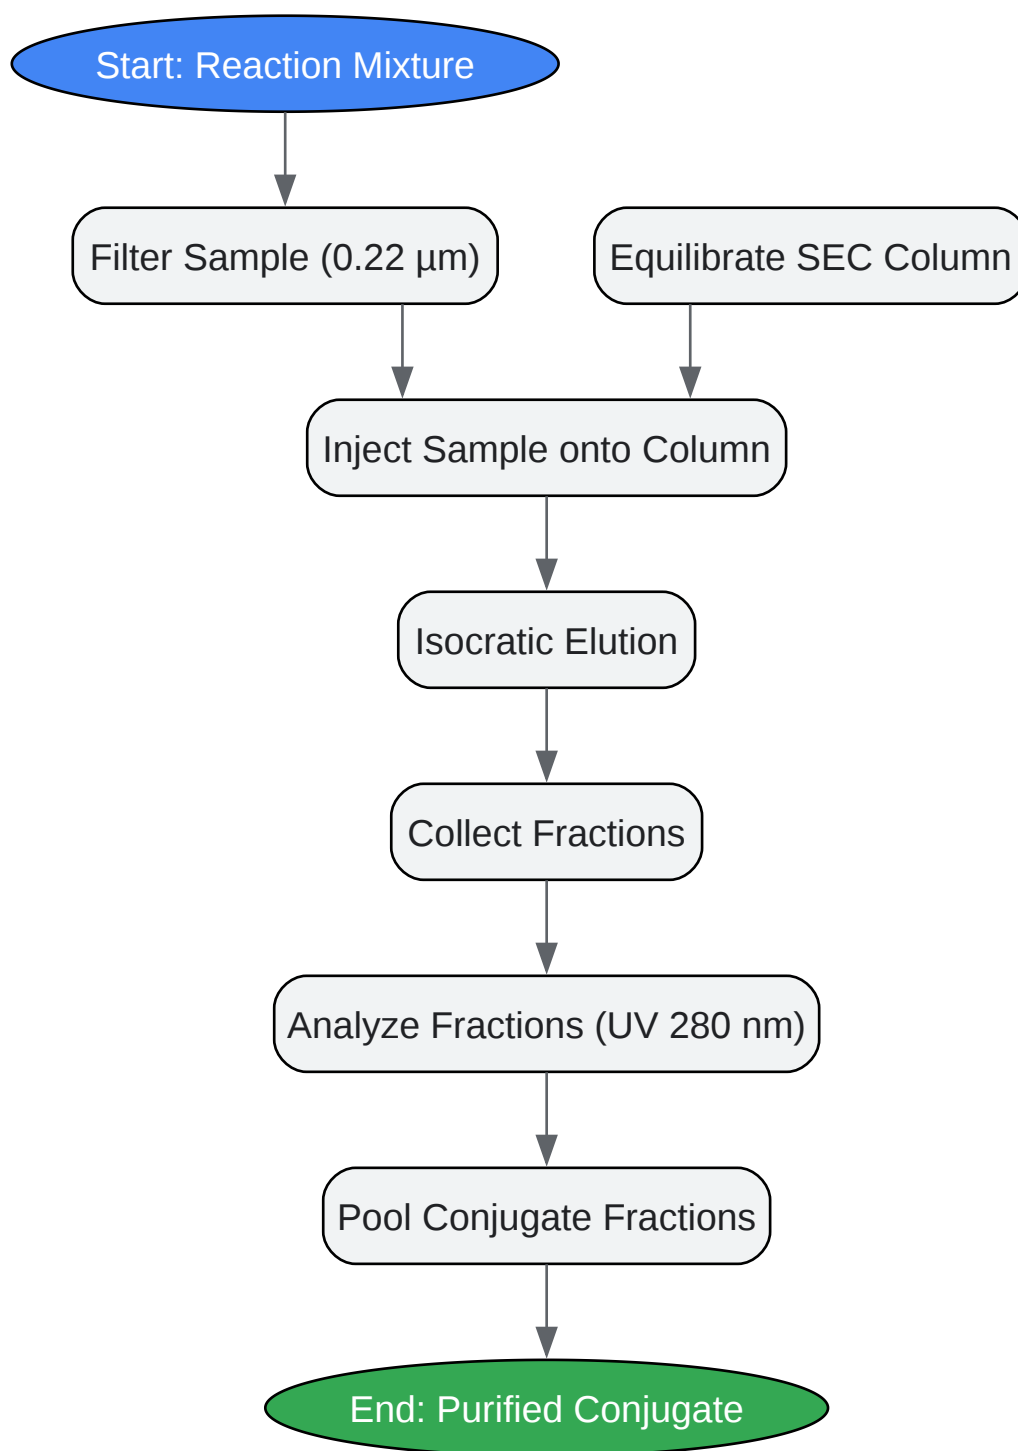 Start: Reaction Mixture
Filter Sample (0.22 µm)
Equilibrate SEC Column
Inject Sample onto Column
Isocratic Elution
Collect Fractions
Analyze Fractions (UV 280 nm)
Pool Conjugate Fractions
End: Purified Conjugate